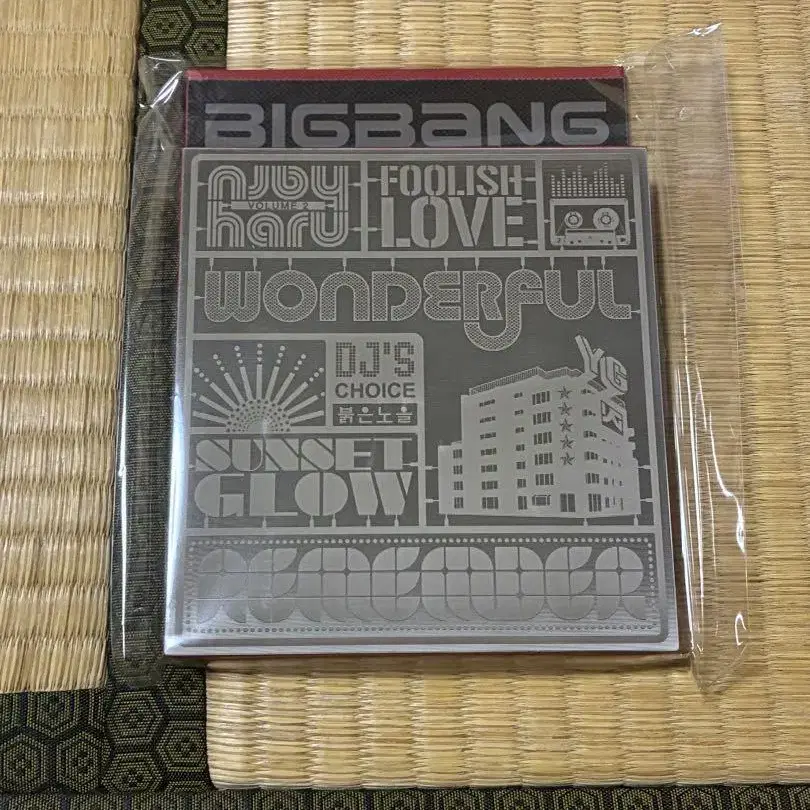 BIGBANG
VOLUME 2
haru
FOOLISH
LOVE
WONDERFUL
DJ'S
CHOICE
붉은노을
SUNSET
GLOW
YG
REMEMBER